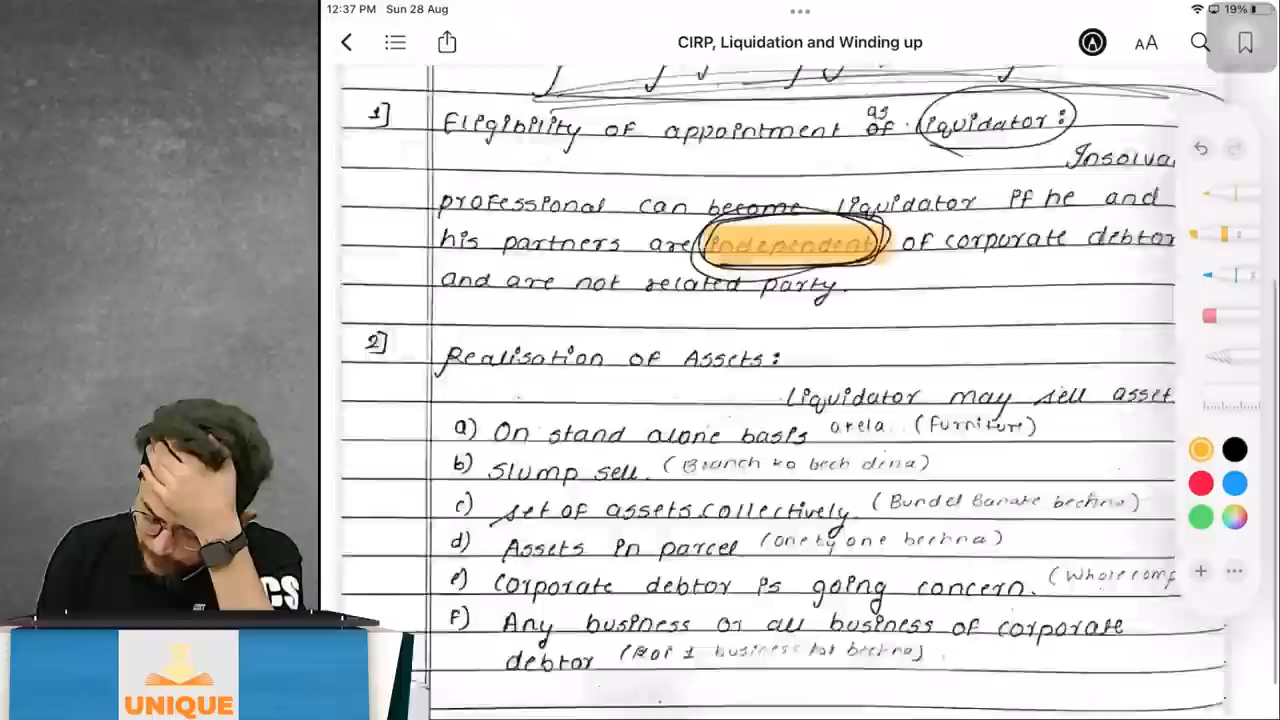 12:37 PM Sun 28 Aug
19%
CIRP, Liquidation and Winding up
AA
1] Eligibility of appointment of as liquidator:
Insolva
professional can become liquidator if he and
his partners are independent of corporate debtor
and are not related party.
2] Realisation of Assets:
Liquidator may sell asset
a) On stand alone basis (Furniture)
b) Slump sell. (Branch ko bech dena)
c) set of assets collectively. (Bundel Banake bechna)
d) Assets in parcel (one by one bechna)
e) corporate debtor is going concern. (Whole comp
F) Any business or all business of corporate
debtor business bechna)
CS
UNIQUE